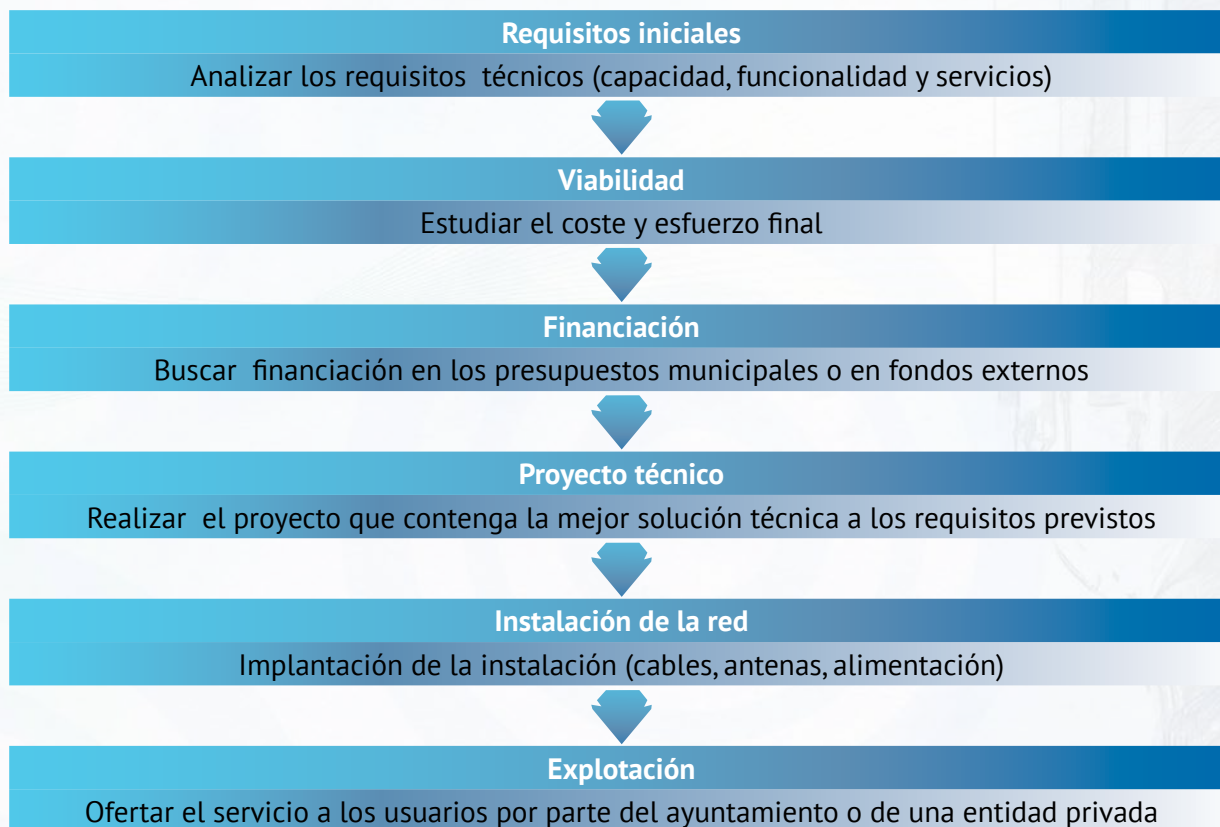 Requisitos iniciales
Analizar los requisitos técnicos (capacidad, funcionalidad y servicios)
Viabilidad
Estudiar el coste y esfuerzo final
Financiación
Buscar financiación en los presupuestos municipales o en fondos externos
Proyecto técnico
Realizar el proyecto que contenga la mejor solución técnica a los requisitos previstos
Instalación de la red
Implantación de la instalación (cables, antenas, alimentación)
Explotación
Ofertar el servicio a los usuarios por parte del ayuntamiento o de una entidad privada